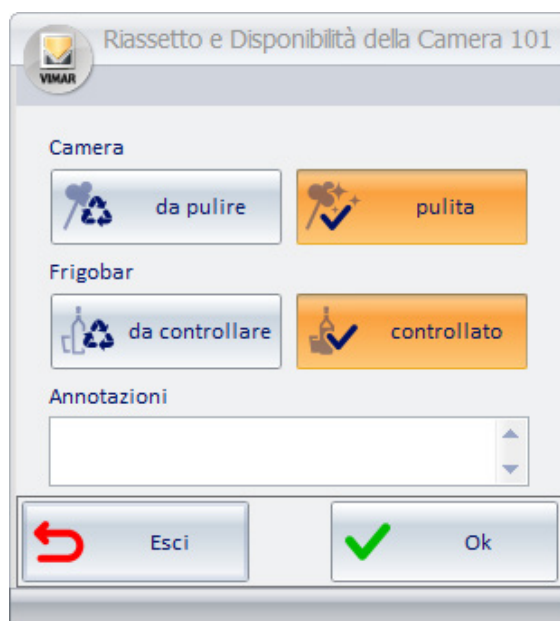 Riassetto e Disponibilità della Camera 101
VIMAR
Camera
da pulire
pulita
Frigobar
da controllare
controllato
Annotazioni
Esci
Ok